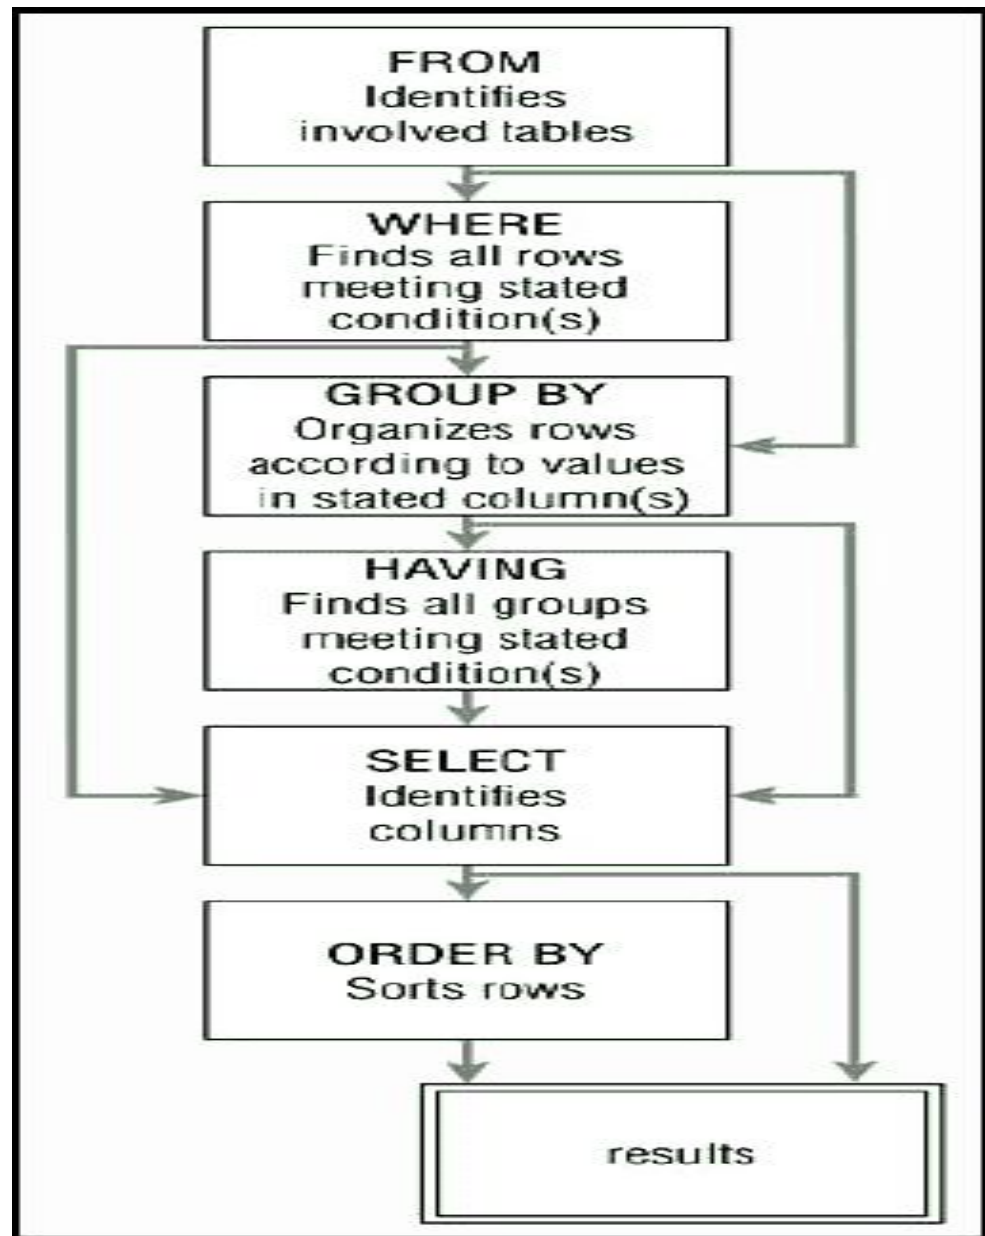 FROM
Identifies
involved tables
WHERE
Finds all rows
meeting stated
condition(s)
GROUP BY
Organizes rows
according to values
in stated column(s)
HAVING
Finds all groups
meeting stated
condition(s)
SELECT
Identifies
columns
ORDER BY
Sorts rows
results